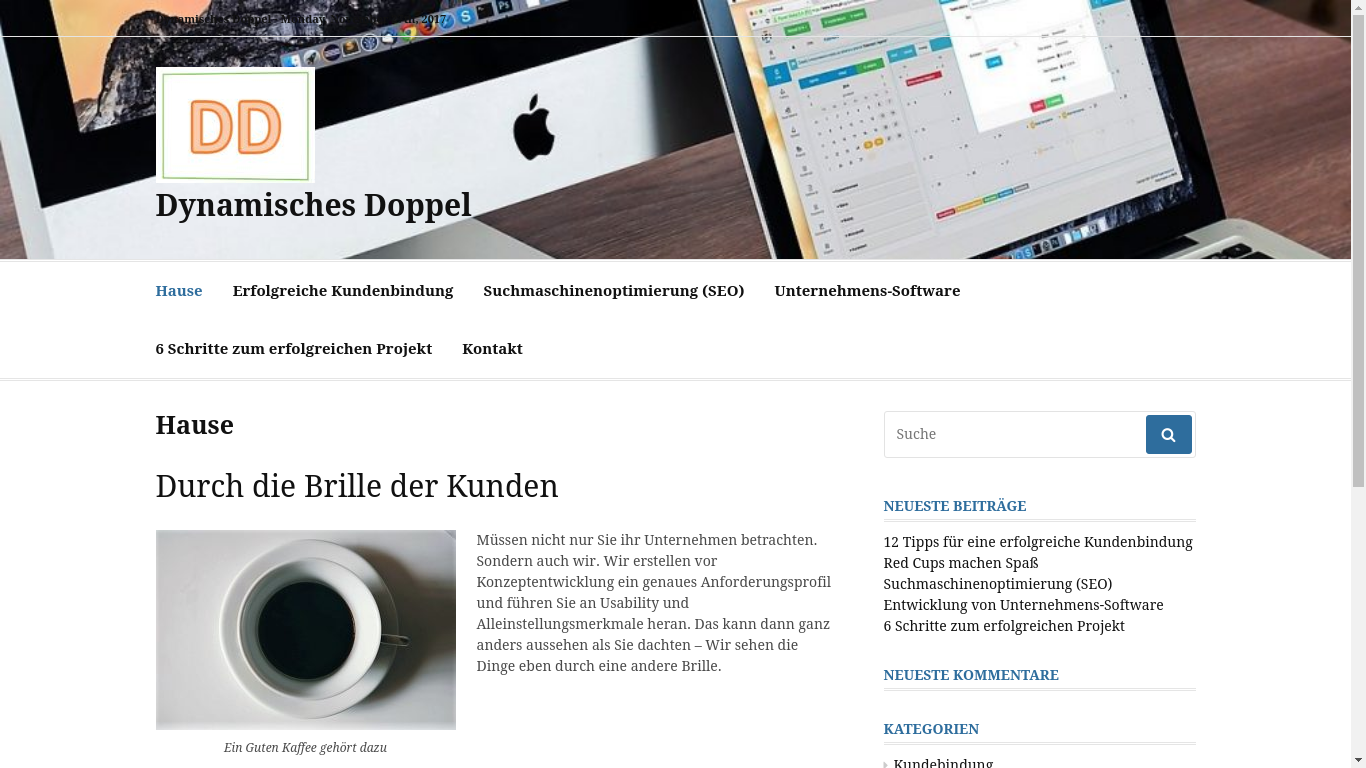 Dynamisches Doppel - Monday,
2017
DD
Dynamisches Doppel
Hause
Erfolgreiche Kundenbindung
Suchmaschinenoptimierung (SEO)
Unternehmens-Software
6 Schritte zum erfolgreichen Projekt
Kontakt
Hause
Durch die Brille der Kunden
Müssen nicht nur Sie ihr Unternehmen betrachten.
Sondern auch wir. Wir erstellen vor
Konzeptentwicklung ein genaues Anforderungsprofil
und führen Sie an Usability und
Alleinstellungsmerkmale heran. Das kann dann ganz
anders aussehen als Sie dachten – Wir sehen die
Dinge eben durch eine andere Brille.
Ein Guten Kaffee gehört dazu
Suche
NEUESTE BEITRÄGE
12 Tipps für eine erfolgreiche Kundenbindung
Red Cups machen Spaß
Suchmaschinenoptimierung (SEO)
Entwicklung von Unternehmens-Software
6 Schritte zum erfolgreichen Projekt
NEUESTE KOMMENTARE
KATEGORIEN
Kundebindung